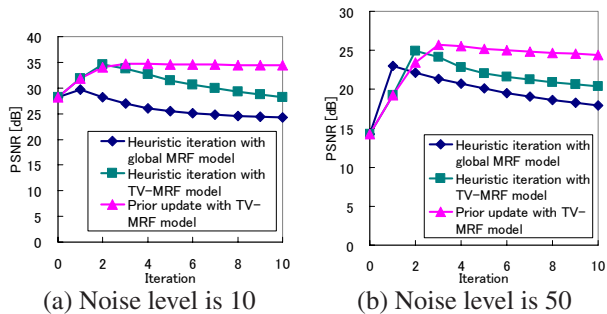 40
35
30
25
20
15
10
5
0
PSNR [dB]
Heuristic iteration with
global MRF model
Heuristic iteration with
TV-MRF model
Prior update with TV-
MRF model
0 2 4 6 8 10
Iteration
(a) Noise level is 10
30
25
20
15
10
5
0
PSNR [dB]
Heuristic iteration with
global MRF model
Heuristic iteration with
TV-MRF model
Prior update with TV-
MRF model
0 2 4 6 8 10
Iteration
(b) Noise level is 50